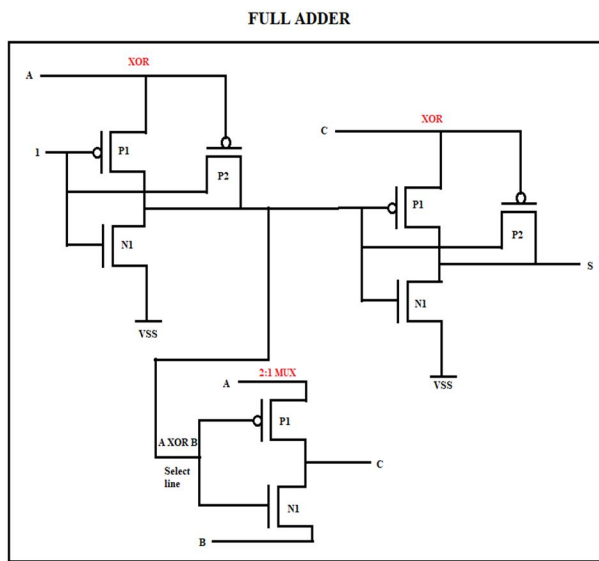 FULL ADDER
XOR
A
1
P1
P2
N1
VSS
XOR
C
P1
P2
N1
S
VSS
2:1 MUX
A
P1
A XOR B
Select
line
C
N1
B